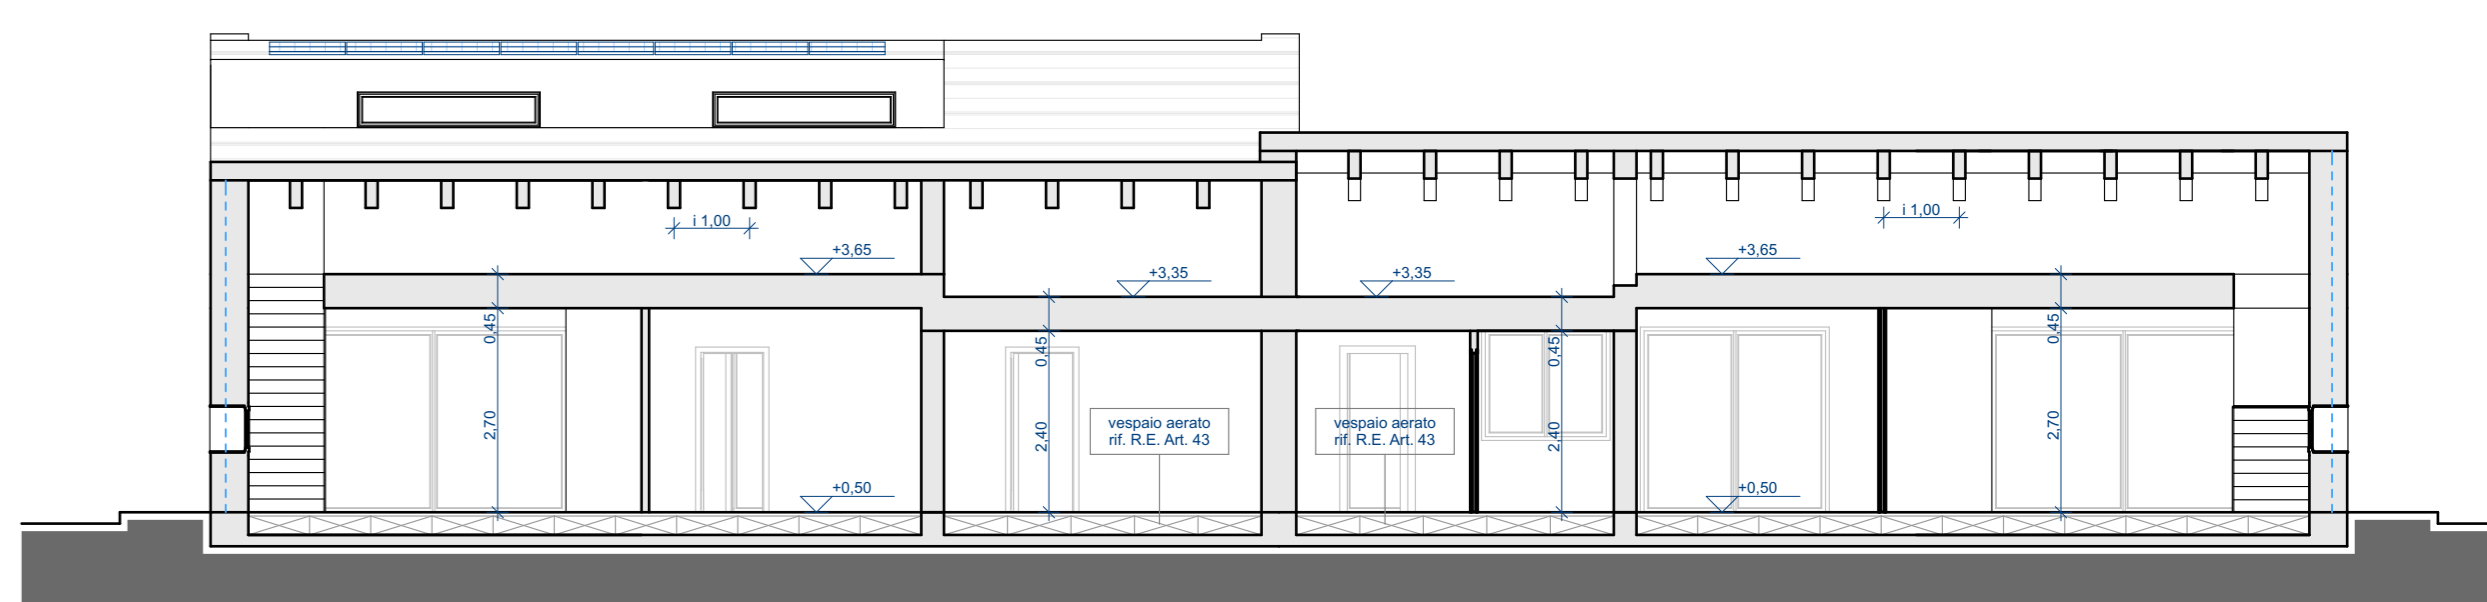 i 1,00
i 1,00
+3,65
+3,35
+3,35
+3,65
0,45
0,45
0,45
0,45
2,70
2,40
vespaio aerato
rif. R.E. Art. 43
vespaio aerato
rif. R.E. Art. 43
2,40
2,70
+0,50
+0,50